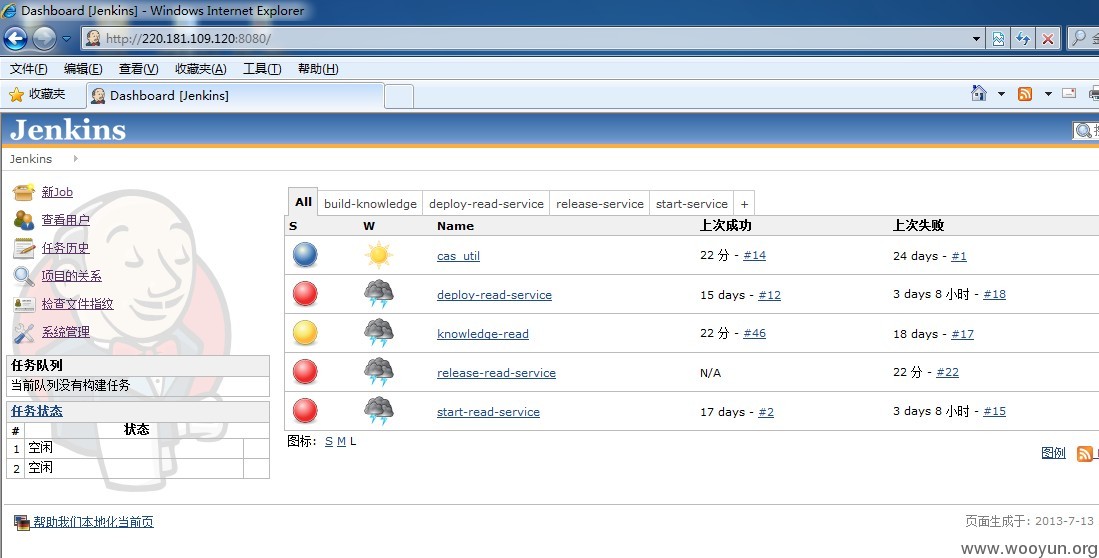 Dashboard [Jenkins] - Windows Internet Explorer
http://220.181.109.120:8080/
文件(F) 编辑(E) 查看(V) 收藏夹(A) 工具(T) 帮助(H)
收藏夹 Dashboard [Jenkins]
Jenkins
Jenkins
新Job
查看用户
任务历史
项目的关系
检查文件指纹
系统管理
任务队列
当前队列没有构建任务
任务状态
# 状态
1 空闲
2 空闲
All build-knowledge deploy-read-service release-service start-service +
S W Name 上次成功 上次失败
cas_util 22 分 - #14 24 days - #1
deploy-read-service 15 days - #12 3 days 8 小时 - #18
knowledge-read 22 分 - #46 18 days - #17
release-read-service N/A 22 分 - #22
start-read-service 17 days - #2 3 days 8 小时 - #15
图标: S M L
图例
帮助我们本地化当前页
页面生成于: 2013-7-13
www.wooyun.org